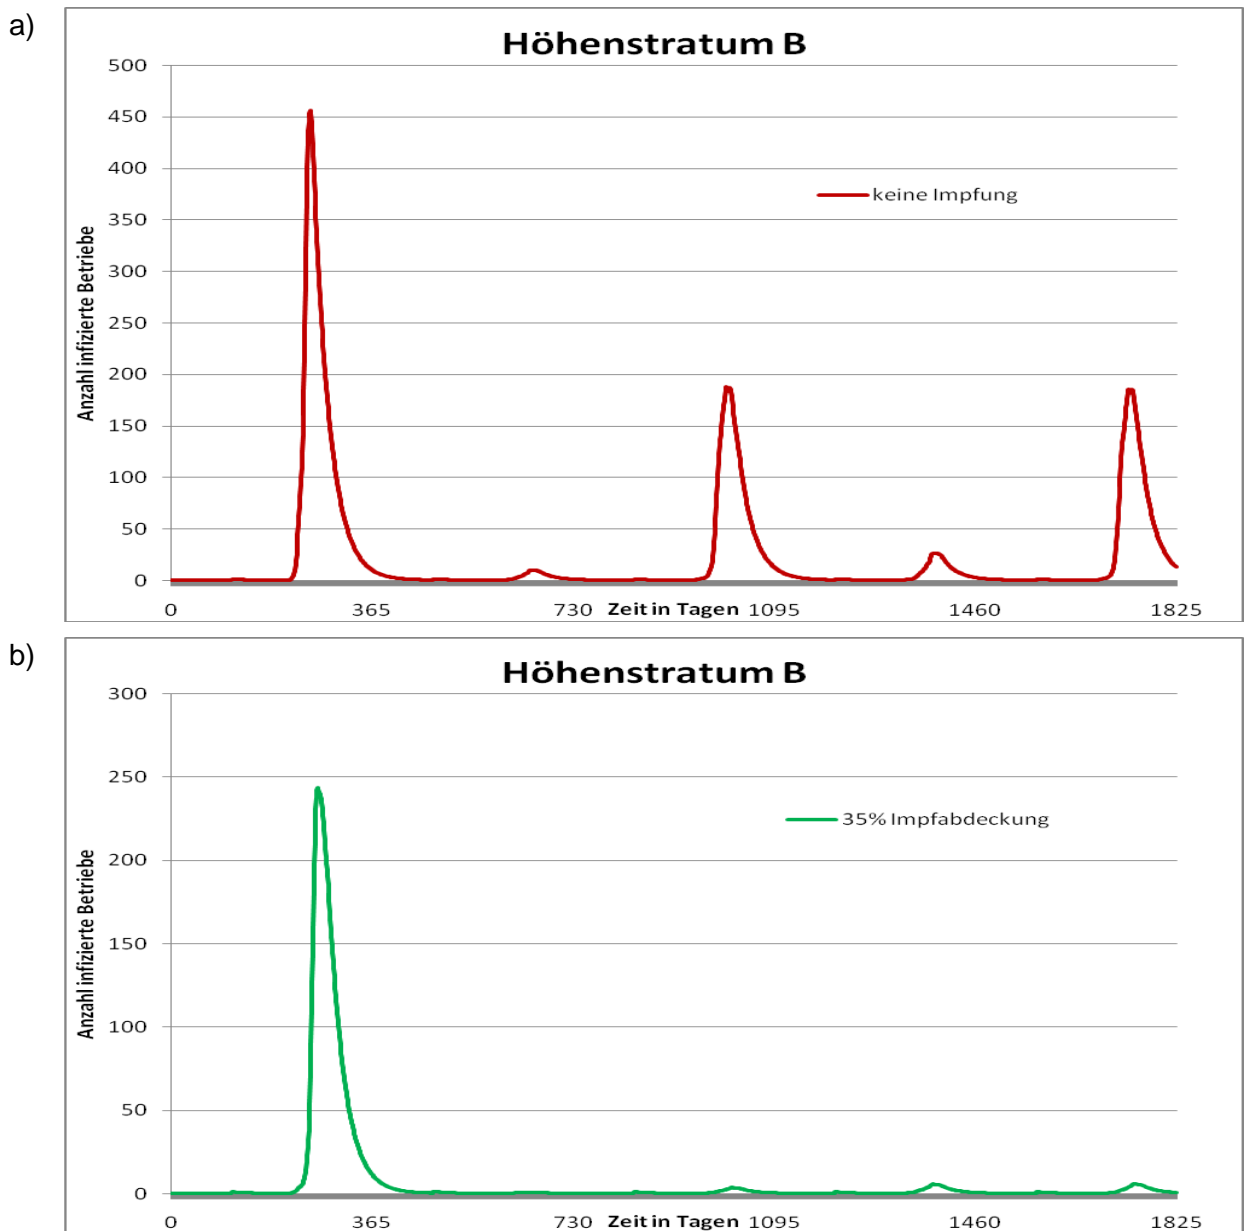 a)
Höhenstratum B
500
450
400
350
300
250
200
150
100
50
0
Anzahl infizierte Betriebe
keine Impfung
0 365 730 Zeit in Tagen 1095 1460 1825
b)
Höhenstratum B
300
250
200
150
100
50
0
Anzahl infizierte Betriebe
35% Impfabdeckung
0 365 730 Zeit in Tagen 1095 1460 1825